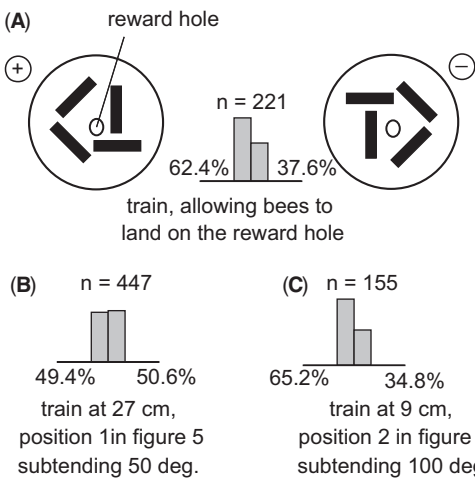 (A)
reward hole
+
−
n = 221
62.4% 37.6%
train, allowing bees to
land on the reward hole
(B) n = 447
49.4% 50.6%
train at 27 cm,
position 1in figure 5
subtending 50 deg.
(C) n = 155
65.2% 34.8%
train at 9 cm,
position 2 in figure
subtending 100 deg